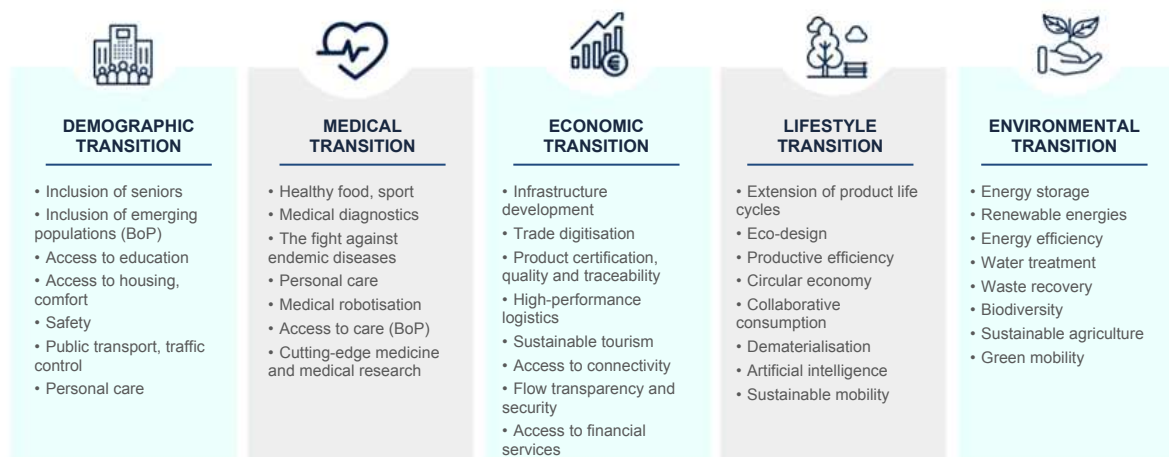 DEMOGRAPHIC
TRANSITION
• Inclusion of seniors
• Inclusion of emerging
populations (BoP)
• Access to education
• Access to housing,
comfort
• Safety
• Public transport, traffic
control
• Personal care
MEDICAL
TRANSITION
• Healthy food, sport
• Medical diagnostics
• The fight against
endemic diseases
• Personal care
• Medical robotisation
• Access to care (BoP)
• Cutting-edge medicine
and medical research
€
ECONOMIC
TRANSITION
• Infrastructure
development
• Trade digitisation
• Product certification,
quality and traceability
• High-performance
logistics
• Sustainable tourism
• Access to connectivity
• Flow transparency and
security
• Access to financial
services
LIFESTYLE
TRANSITION
• Extension of product life
cycles
• Eco-design
• Productive efficiency
• Circular economy
• Collaborative
consumption
• Dematerialisation
• Artificial intelligence
• Sustainable mobility
ENVIRONMENTAL
TRANSITION
• Energy storage
• Renewable energies
• Energy efficiency
• Water treatment
• Waste recovery
• Biodiversity
• Sustainable agriculture
• Green mobility